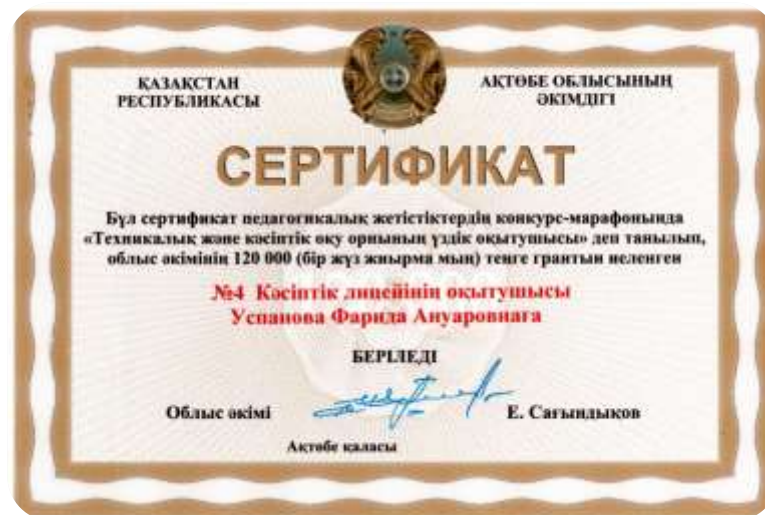 ҚАЗАҚСТАН
РЕСПУБЛИКАСЫ
АҚТӨБЕ ОБЛЫСЫНЫҢ
ӘКІМДІГІ
СЕРТИФИКАТ
Бұл сертификат педагогикалық жетістіктердің конкурс-марафонында
«Техникалық және кәсіптік оқу орнының үздік оқытушысы» деп танылып,
облыс әкімінің 120 000 (бір жүз жиырма мың) теңге грантын иеленген
№4 Кәсіптік лицейінің оқытушысы
Успанова Фарида Ануаровнаға
БЕРІЛЕДІ
Облыс әкімі
Е. Сағындықов
Ақтөбе қаласы